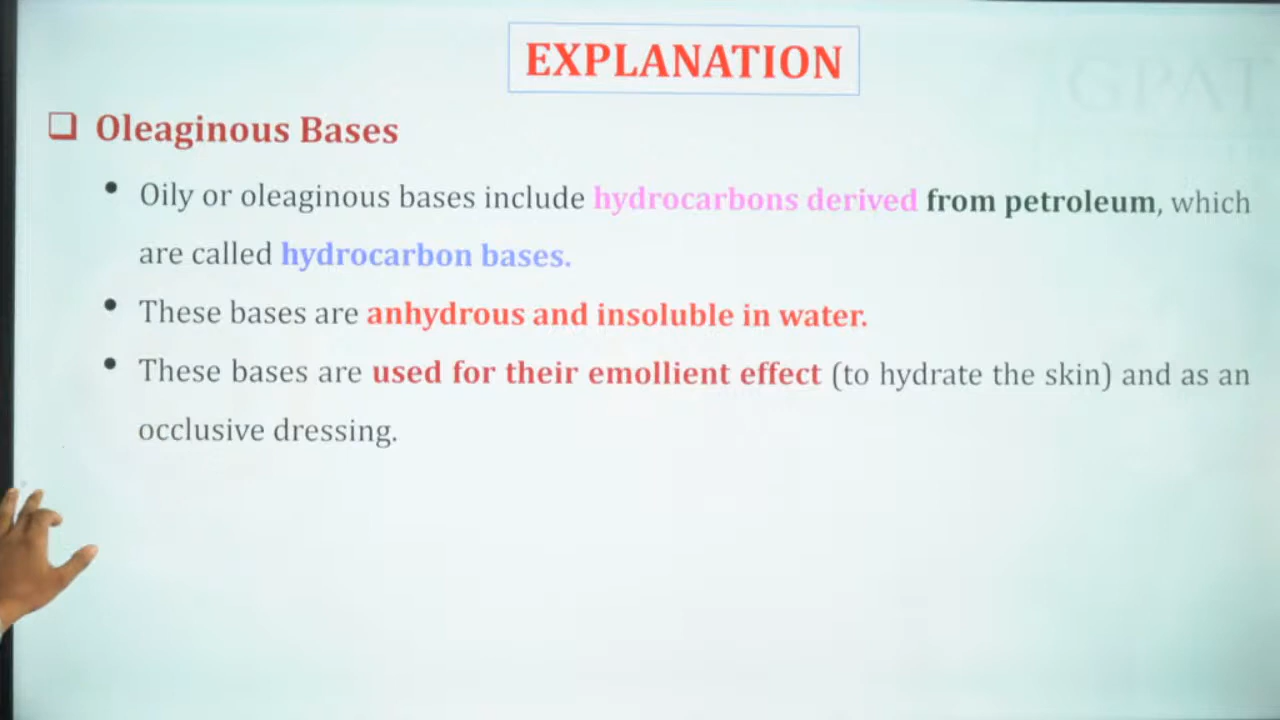 EXPLANATION
GPAT
❑ Oleaginous Bases
• Oily or oleaginous bases include hydrocarbons derived from petroleum, which
are called hydrocarbon bases.
• These bases are anhydrous and insoluble in water.
• These bases are used for their emollient effect (to hydrate the skin) and as an
occlusive dressing.